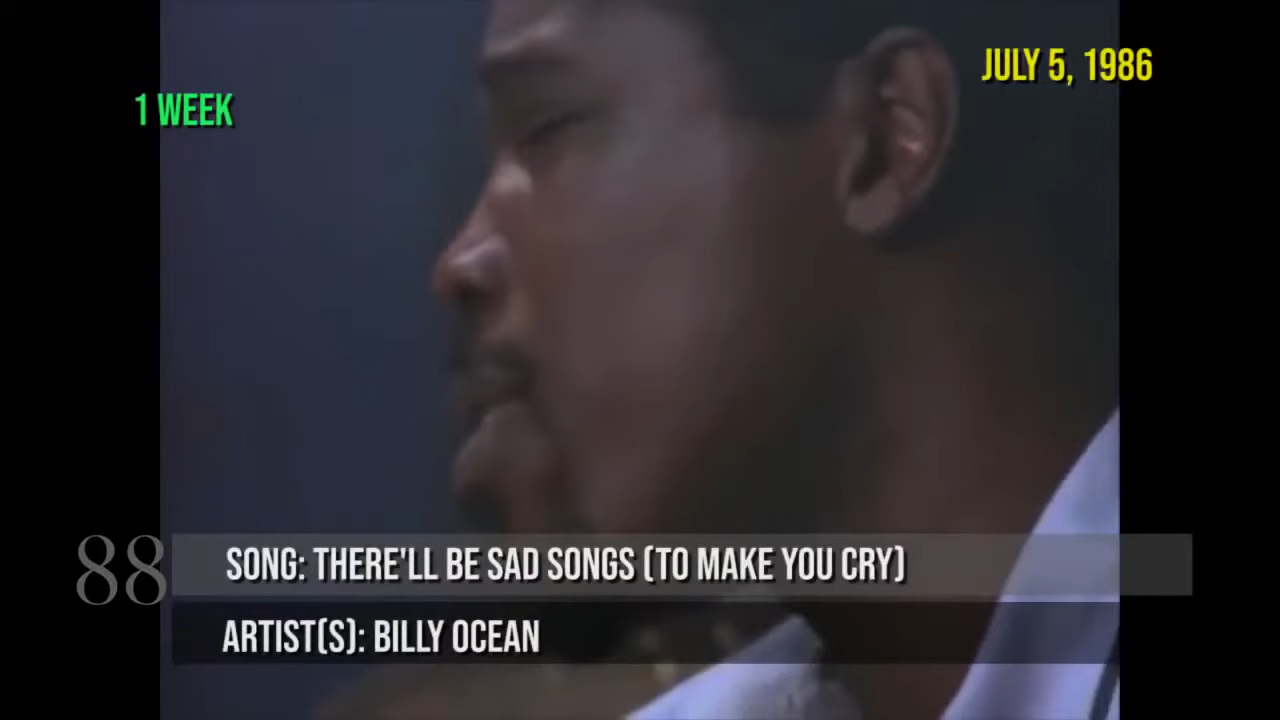 JULY 5, 1986
1 WEEK
88
SONG: THERE'LL BE SAD SONGS (TO MAKE YOU CRY)
ARTIST(S): BILLY OCEAN